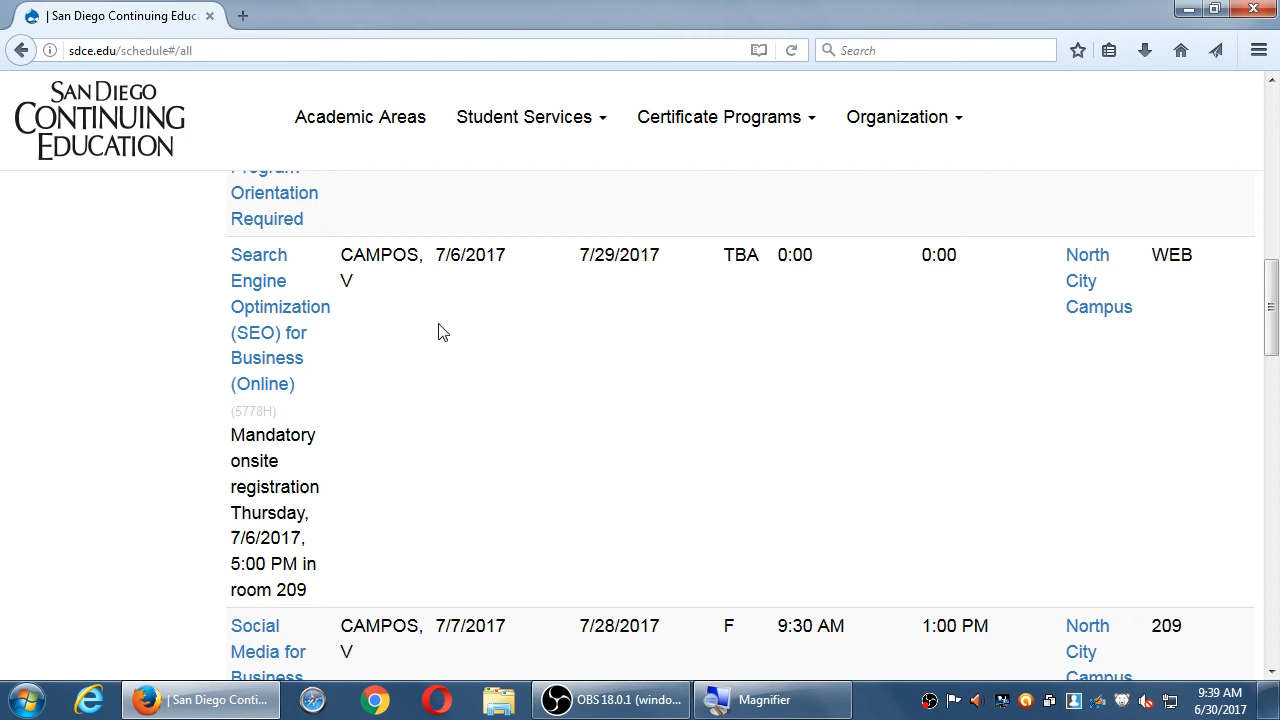 | San Diego Continuing Educ
sdce.edu/schedule#/all
Search
SAN DIEGO
CONTINUING
EDUCATION
Academic Areas
Student Services
Certificate Programs
Organization
Program
Orientation
Required
Search CAMPOS, 7/6/2017 7/29/2017 TBA 0:00 0:00 North WEB
Engine V City
Optimization Campus
(SEO) for
Business
(Online)
(5778H)
Mandatory
onsite
registration
Thursday,
7/6/2017,
5:00 PM in
room 209
Social CAMPOS, 7/7/2017 7/28/2017 F 9:30 AM 1:00 PM North 209
Media for V City
Business Campus
| San Diego Conti...
OBS 18.0.1 (windo...
Magnifier
9:39 AM
6/30/2017